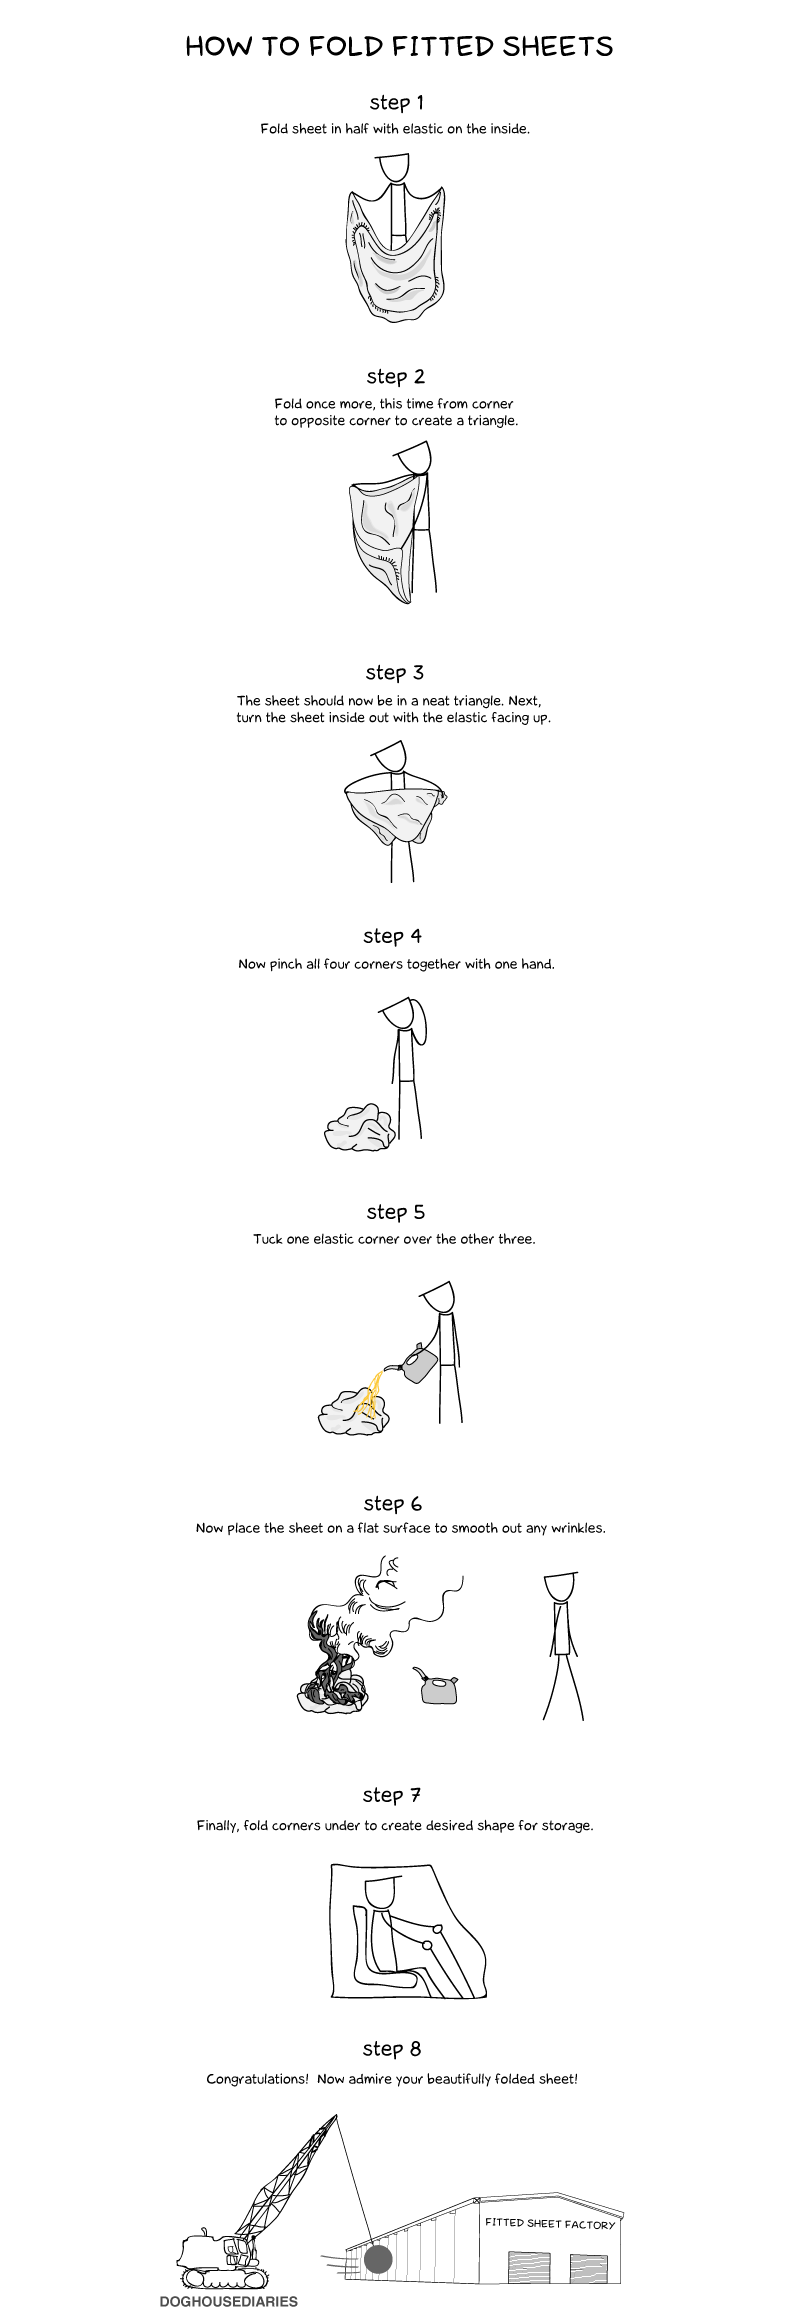 HOW TO FOLD FITTED SHEETS
step 1
Fold sheet in half with elastic on the inside.
step 2
Fold once more, this time from corner
to opposite corner to create a triangle.
step 3
The sheet should now be in a neat triangle. Next,
turn the sheet inside out with the elastic facing up.
step 4
Now pinch all four corners together with one hand.
step 5
Tuck one elastic corner over the other three.
step 6
Now place the sheet on a flat surface to smooth out any wrinkles.
step 7
Finally, fold corners under to create desired shape for storage.
step 8
Congratulations! Now admire your beautifully folded sheet!
FITTED SHEET FACTORY
DOGHOUSEDIARIES